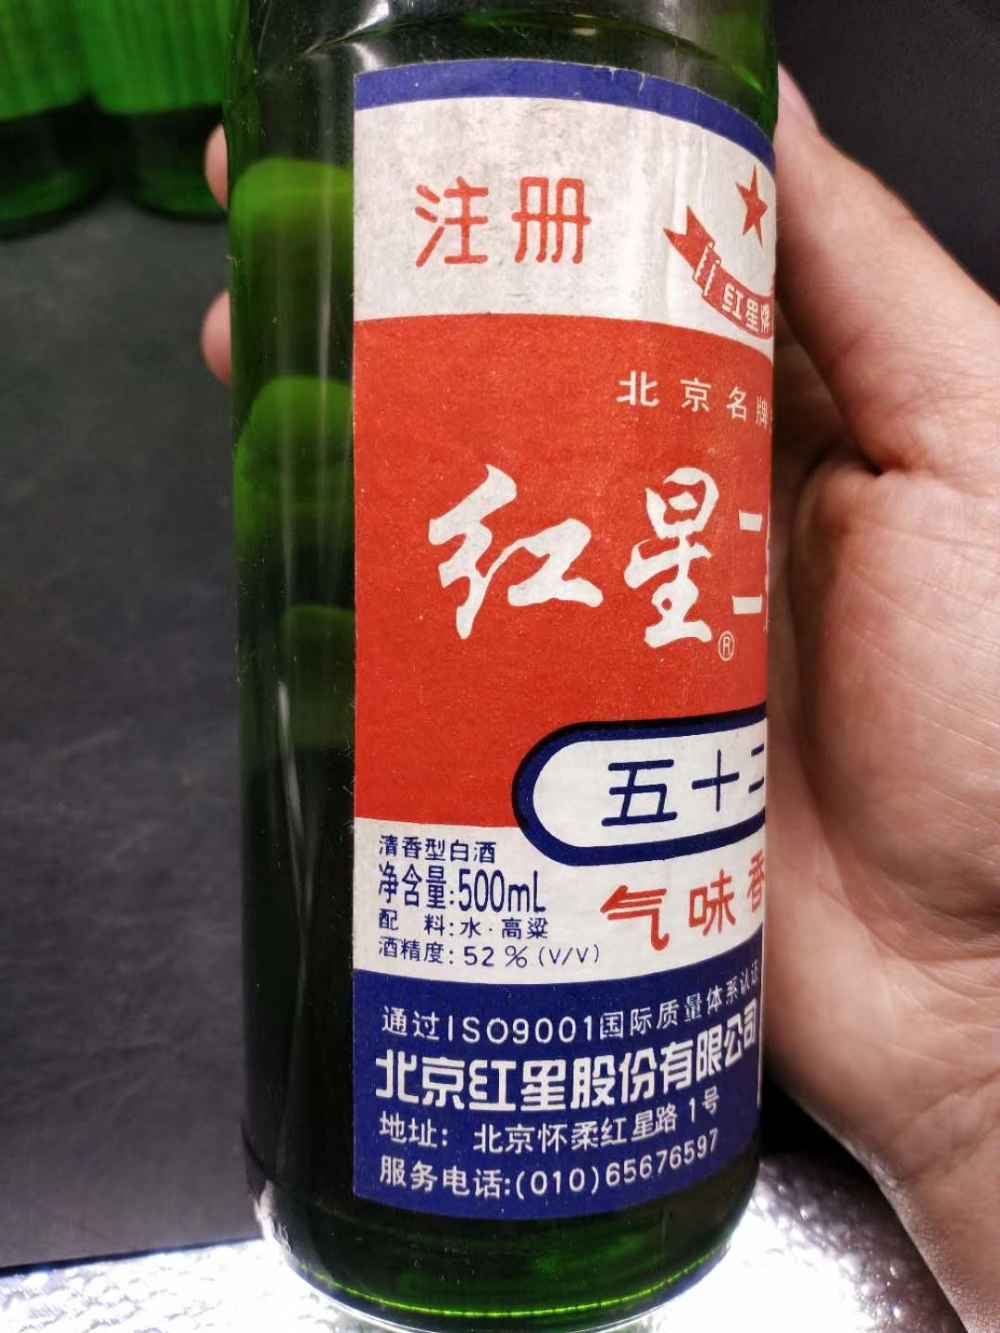 注册
红星牌
北京名牌
红星二
®
五十二
气味香
清香型白酒
净含量:500mL
配 料:水·高粱
酒精度:52%(V/V)
通过ISO9001国际质量体系认证
北京红星股份有限公司
地址：北京怀柔红星路1号
服务电话:(010)65676597